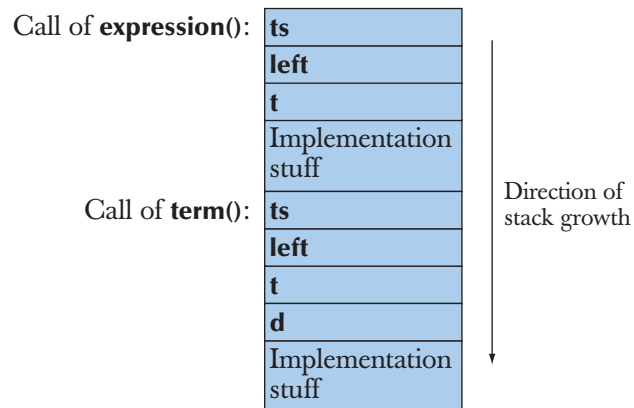 Call of expression():
ts
left
t
Implementation
stuff
Call of term():
ts
left
t
d
Implementation
stuff
Direction of
stack growth